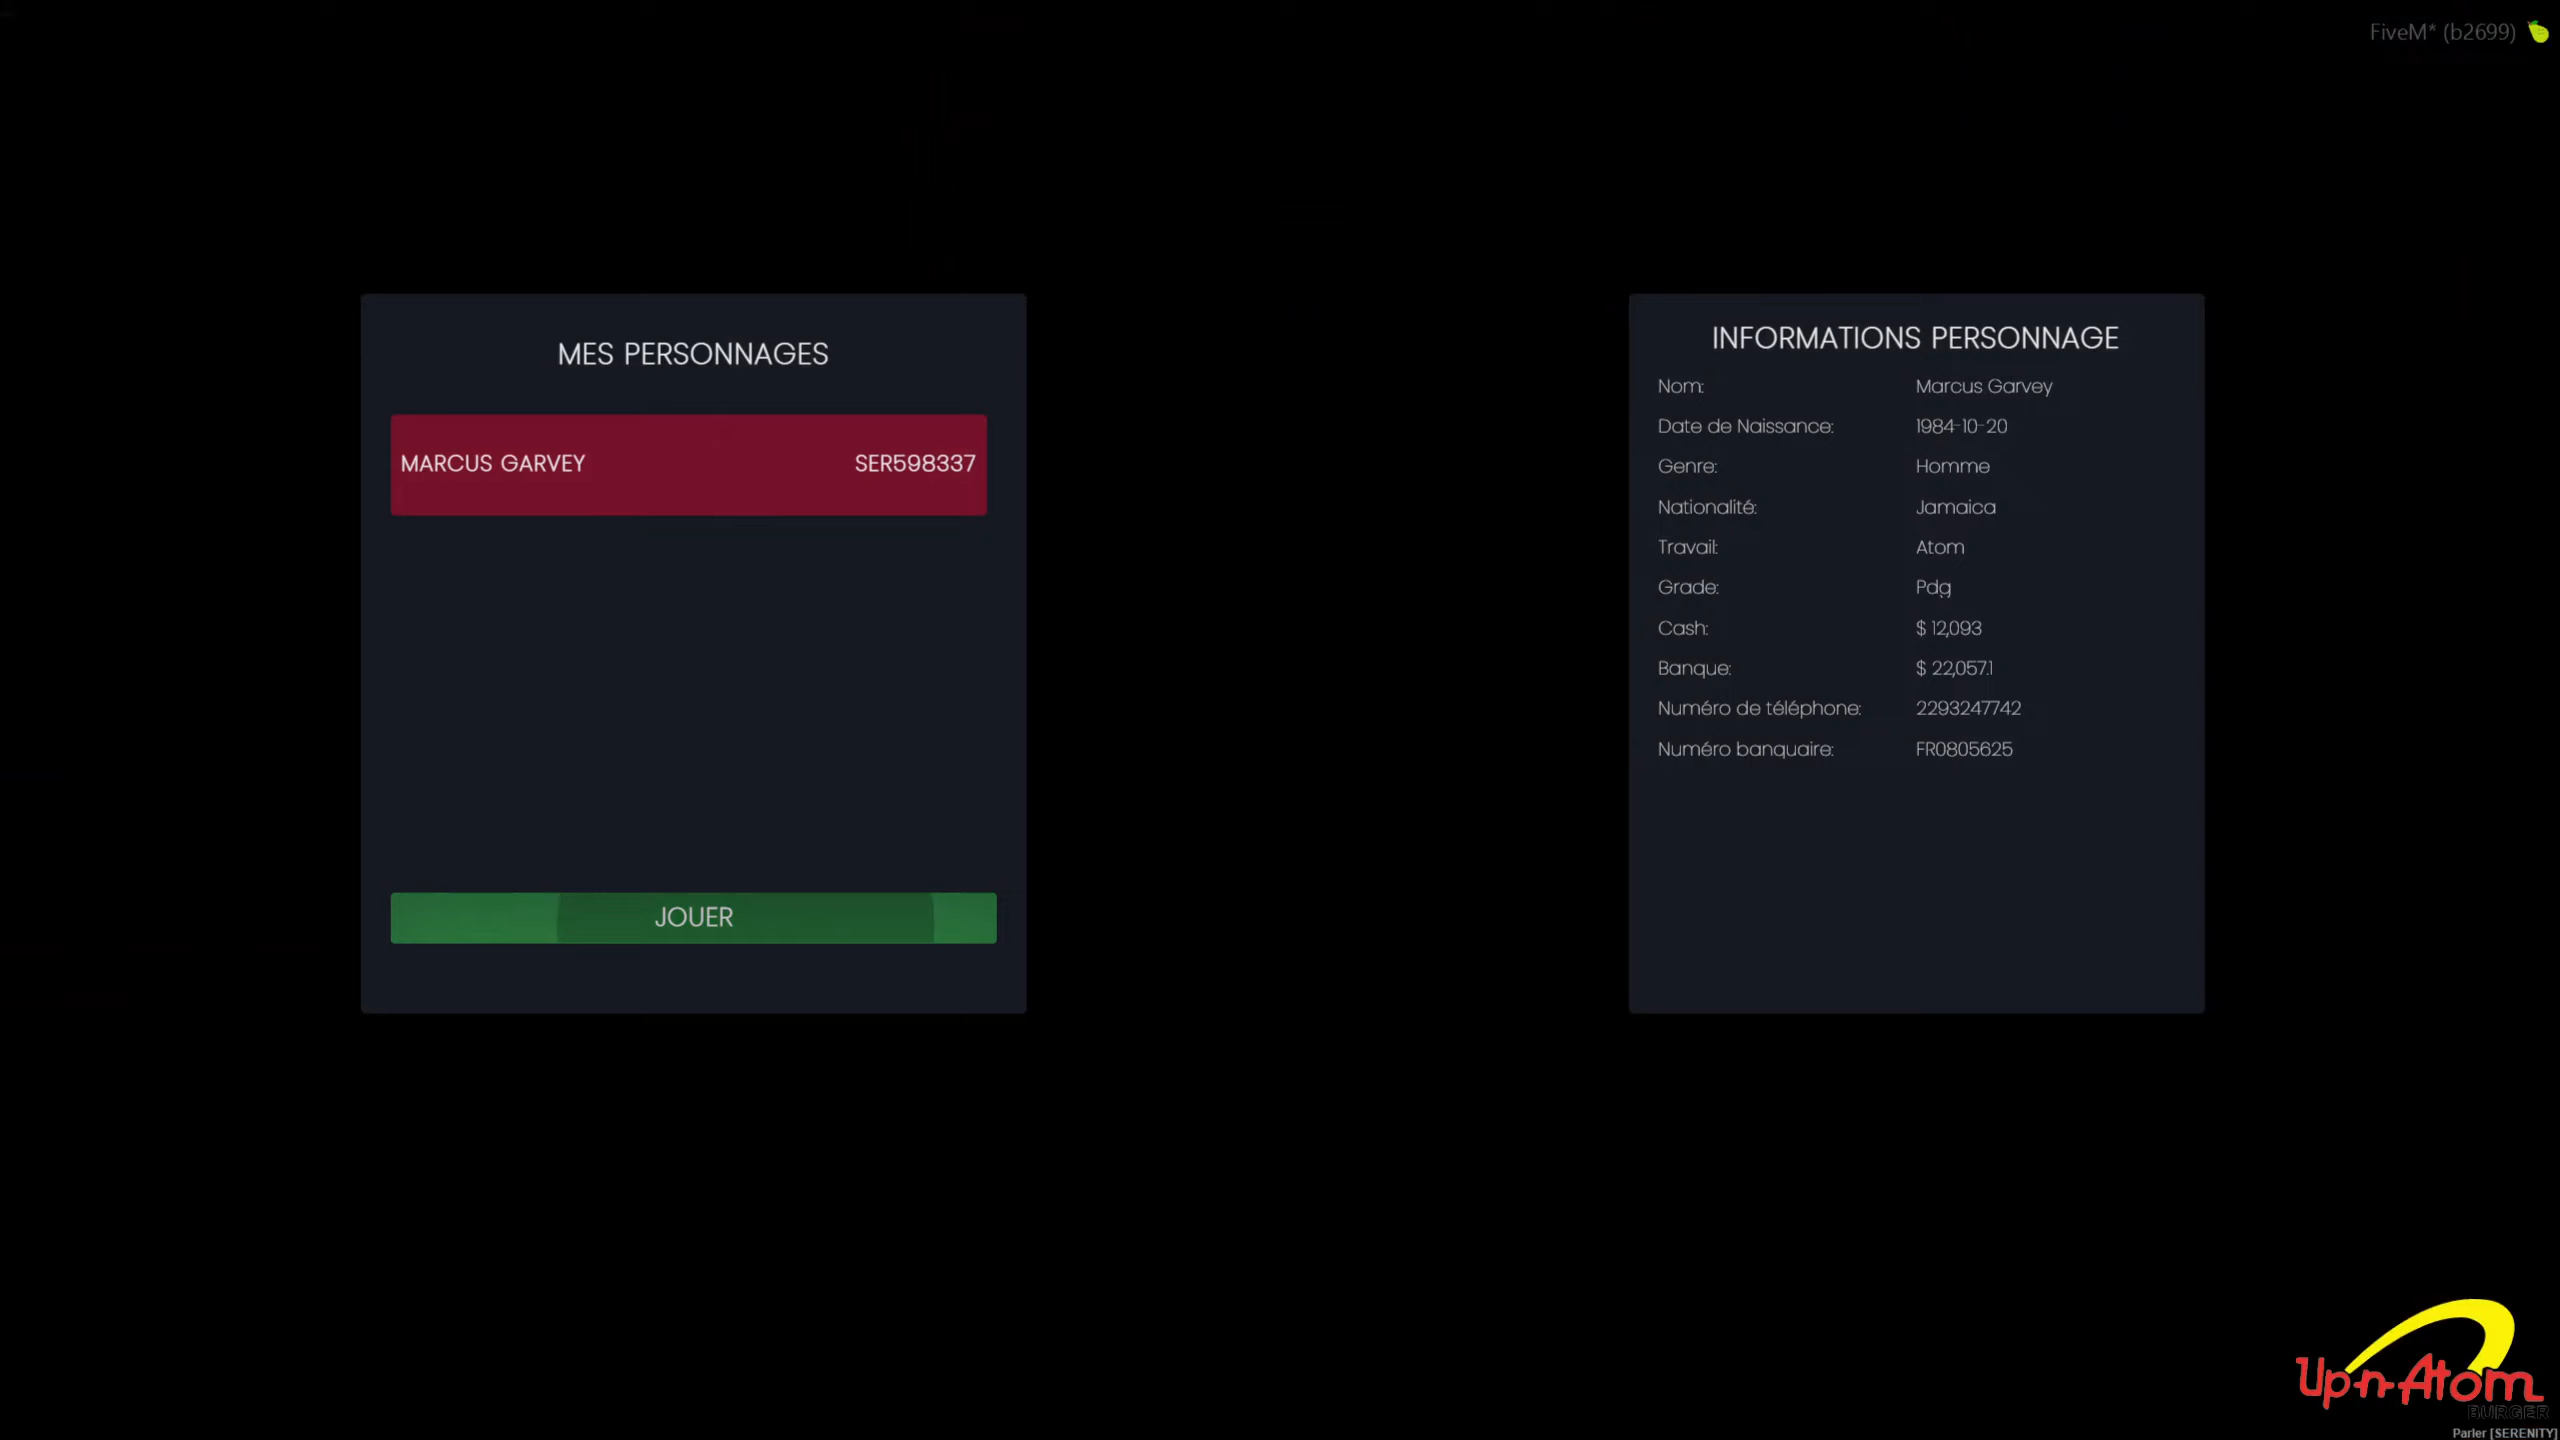 FiveM* (b2699)
MES PERSONNAGES
MARCUS GARVEY SER598337
JOUER
INFORMATIONS PERSONNAGE
Nom: Marcus Garvey
Date de Naissance: 1984-10-20
Genre: Homme
Nationalité: Jamaica
Travail: Atom
Grade: Pdg
Cash: $ 12,093
Banque: $ 22,057.1
Numéro de téléphone: 2293247742
Numéro banquaire: FR0805625
Up-n-Atom
BURGER
Parler [SERENITY]